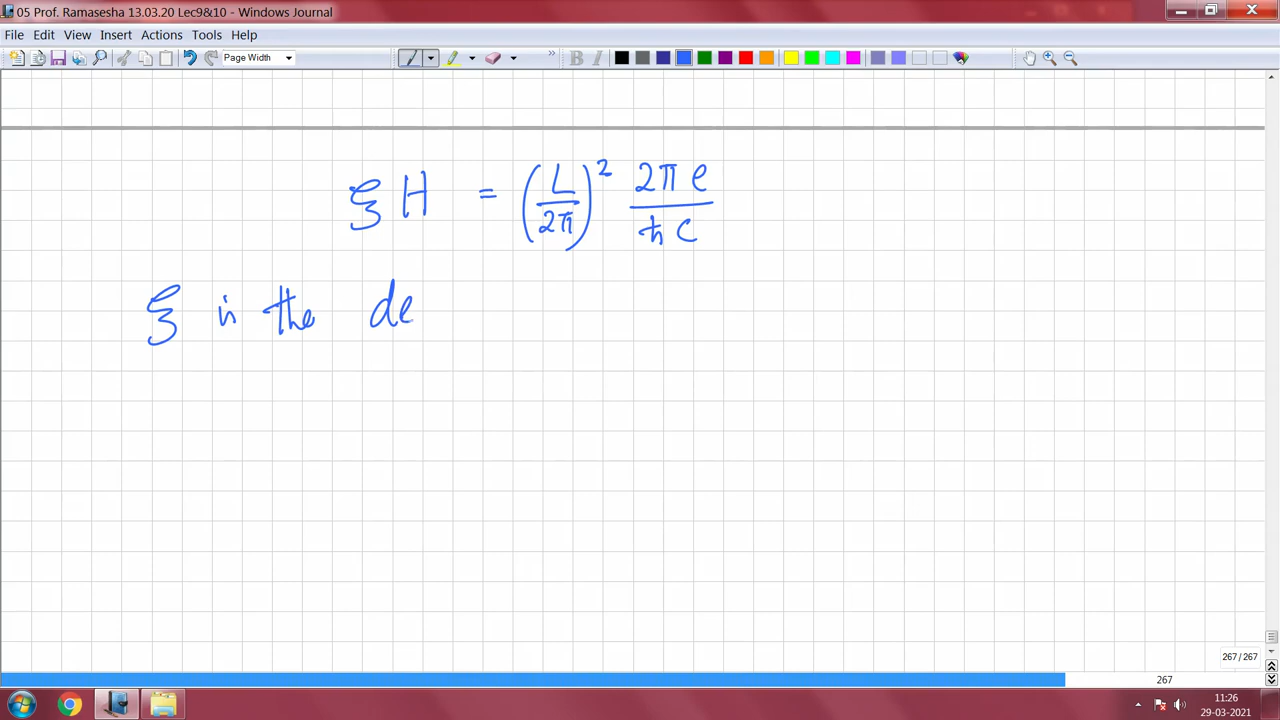 05 Prof. Ramasesha 13.03.20 Lec9&10 - Windows Journal
File Edit View Insert Actions Tools Help
Page Width
ξ H = (L/2π)² 2πe/ħc
ξ is the de
267/267
267
11:26
29-03-2021